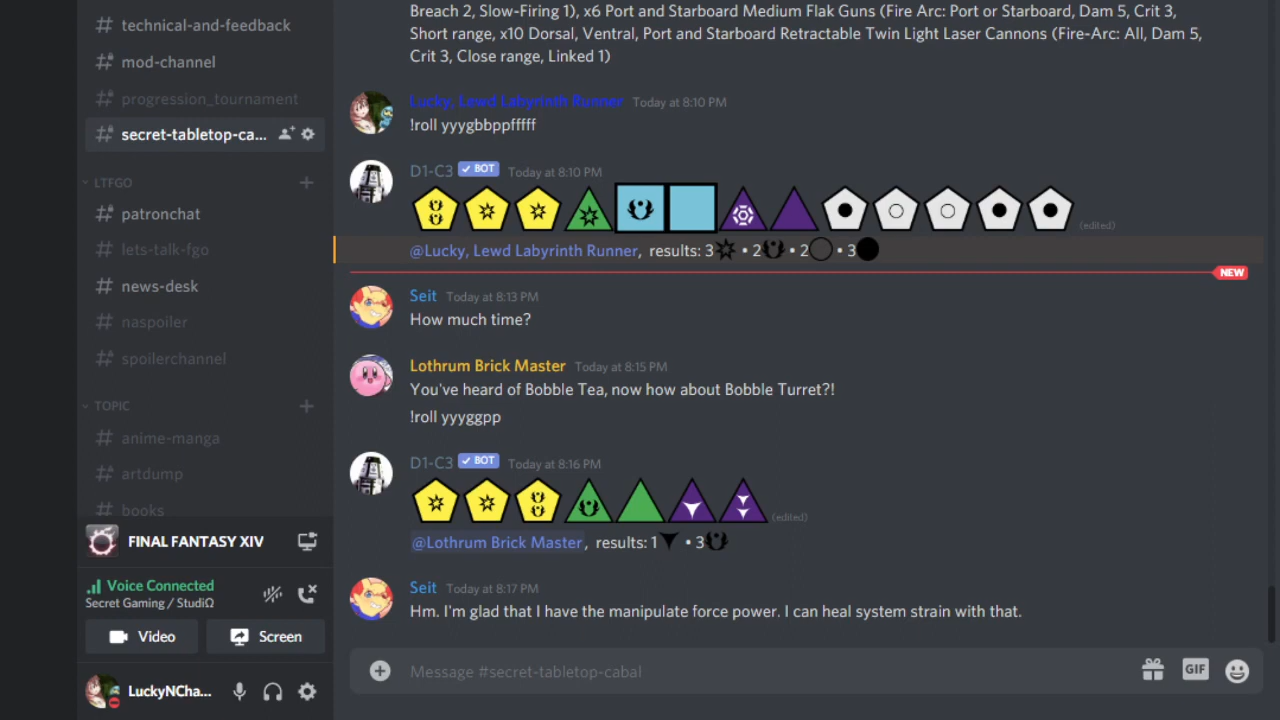 technical-and-feedback
mod-channel
progression_tournament
secret-tabletop-ca...
LTFGO
patronchat
lets-talk-fgo
news-desk
naspoiler
spoilerchannel
TOPIC
anime-manga
artdump
books
FINAL FANTASY XIV
Voice Connected
Secret Gaming / StudiΩ
Video
Screen
LuckyNCha...
Breach 2, Slow-Firing 1), x6 Port and Starboard Medium Flak Guns (Fire Arc: Port or Starboard, Dam 5, Crit 3,
Short range, x10 Dorsal, Ventral, Port and Starboard Retractable Twin Light Laser Cannons (Fire-Arc: All, Dam 5,
Crit 3, Close range, Linked 1)
Lucky, Lewd Labyrinth Runner Today at 8:10 PM
!roll yyygbbppfffff
D1-C3 ✓ BOT Today at 8:10 PM
(edited)
@Lucky, Lewd Labyrinth Runner, results: 3 • 2 • 2 • 3
NEW
Seit Today at 8:13 PM
How much time?
Lothrum Brick Master Today at 8:15 PM
You've heard of Bobble Tea, now how about Bobble Turret?!
!roll yyyggpp
D1-C3 ✓ BOT Today at 8:16 PM
(edited)
@Lothrum Brick Master, results: 1 • 3
Seit Today at 8:17 PM
Hm. I'm glad that I have the manipulate force power. I can heal system strain with that.
Message #secret-tabletop-cabal
GIF